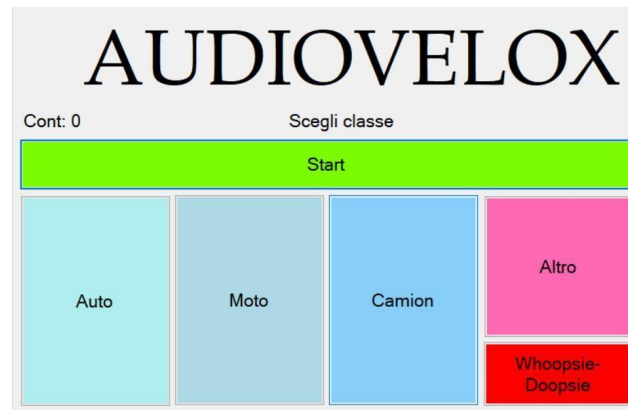 AUDIOVELOX
Cont: 0
Scegli classe
Start
Auto
Moto
Camion
Altro
Whoopsie-
Doopsie